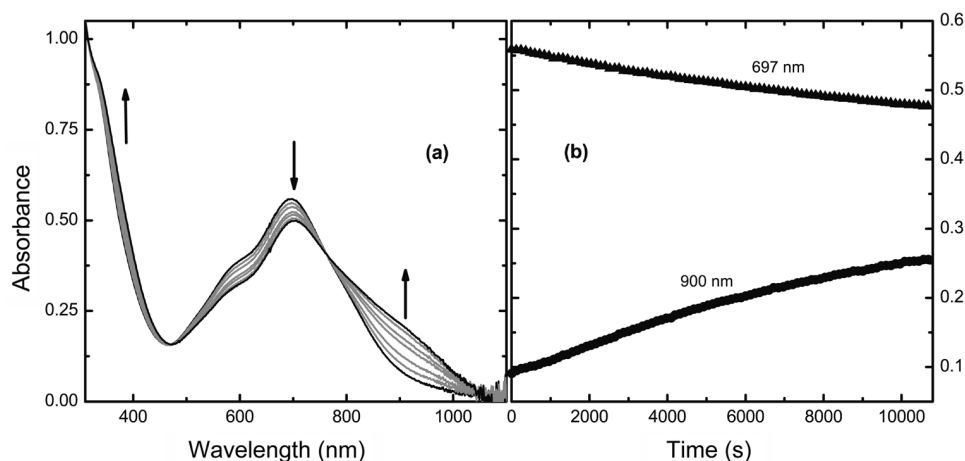 1.00
0.75
0.50
0.25
0.00
Absorbance
400 600 800 1000
Wavelength (nm)
(a)
(b)
697 nm
900 nm
0.6
0.5
0.4
0.3
0.2
0.1
0 2000 4000 6000 8000 10000
Time (s)